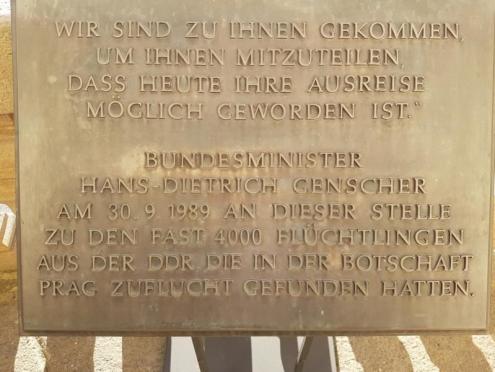 WIR SIND ZU IHNEN GEKOMMEN,
UM IHNEN MITZUTEILEN,
DASS HEUTE IHRE AUSREISE
MÖGLICH GEWORDEN IST.“
BUNDESMINISTER
HANS-DIETRICH GENSCHER
AM 30. 9. 1989 AN DIESER STELLE
ZU DEN FAST 4000 FLÜCHTLINGEN
AUS DER DDR, DIE IN DER BOTSCHAFT
PRAG ZUFLUCHT GEFUNDEN HATTEN.